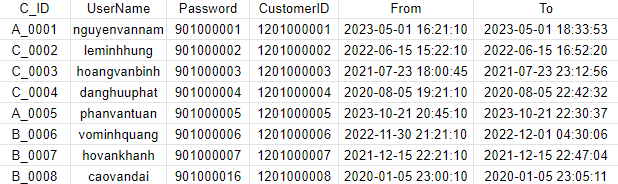 C_ID UserName Password CustomerID From To
A_0001 nguyenvannam 901000001 1201000001 2023-05-01 16:21:10 2023-05-01 18:33:53
C_0002 leminhhung 901000002 1201000002 2022-06-15 15:22:10 2022-06-15 16:52:20
C_0003 hoangvanbinh 901000003 1201000003 2021-07-23 18:00:45 2021-07-23 23:12:56
C_0004 danghuuphat 901000004 1201000004 2020-08-05 19:21:10 2020-08-05 22:42:32
A_0005 phanvantuan 901000005 1201000005 2023-10-21 20:45:10 2023-10-21 22:30:37
B_0006 vominhquang 901000006 1201000006 2022-11-30 21:21:10 2022-12-01 04:30:06
B_0007 hovankhanh 901000007 1201000007 2021-12-15 22:21:10 2021-12-15 22:47:04
B_0008 caovandai 901000016 1201000008 2020-01-05 23:00:10 2020-01-05 23:05:11